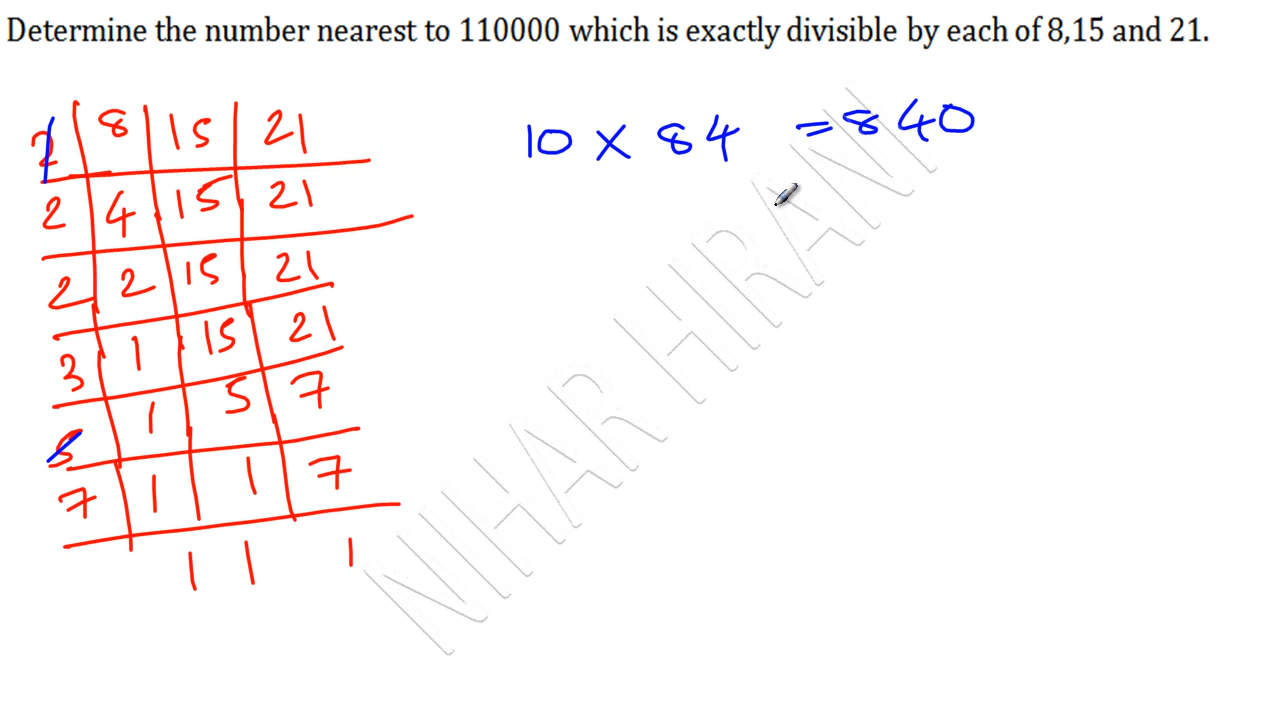 Determine the number nearest to 110000 which is exactly divisible by each of 8,15 and 21.
2 8 15 21
10 × 84 = 840
2 4 15 21
2 2 15 21
3 1 15 21
5 1 5 7
7 1 1 7
1 1 1
NIHAR HIRANI